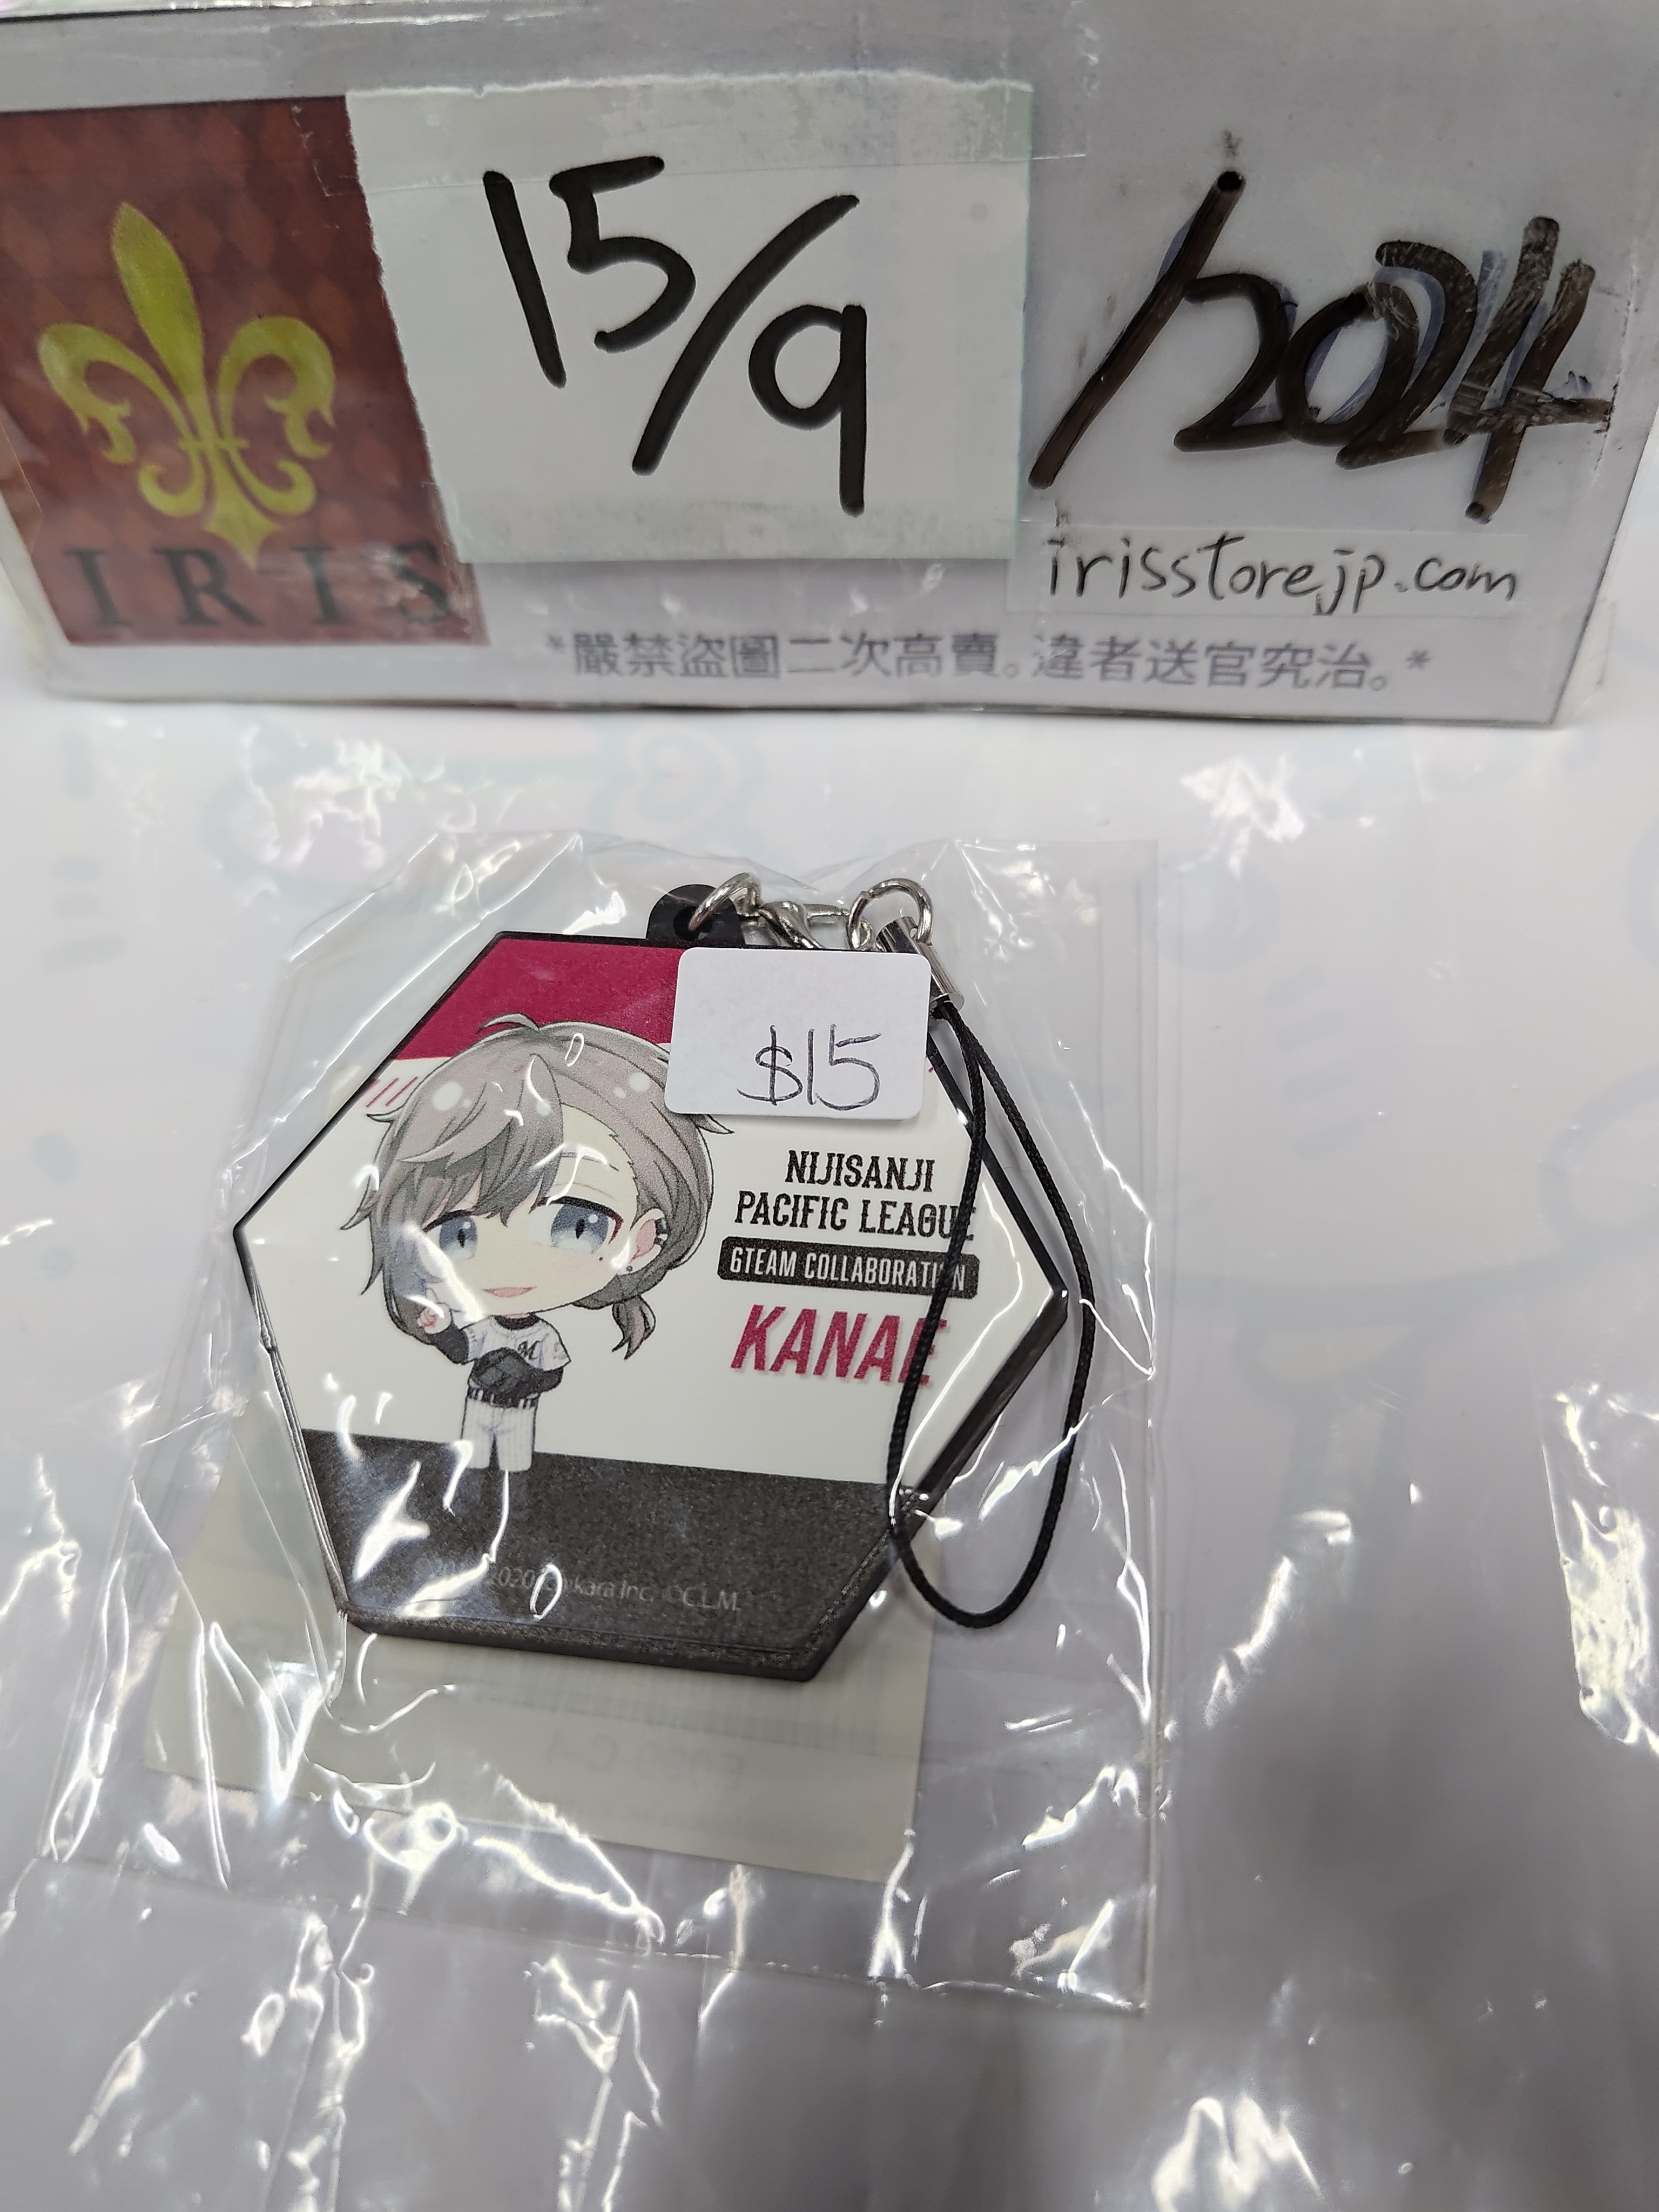 15/9
/2024
IRIS
irisstorejp.com
*嚴禁盜圖二次高賣。違者送官究治。*
$15
NIJISANJI
PACIFIC LEAGUE
6TEAM COLLABORATION
KANAE
M
Inc. ©C.L.M.